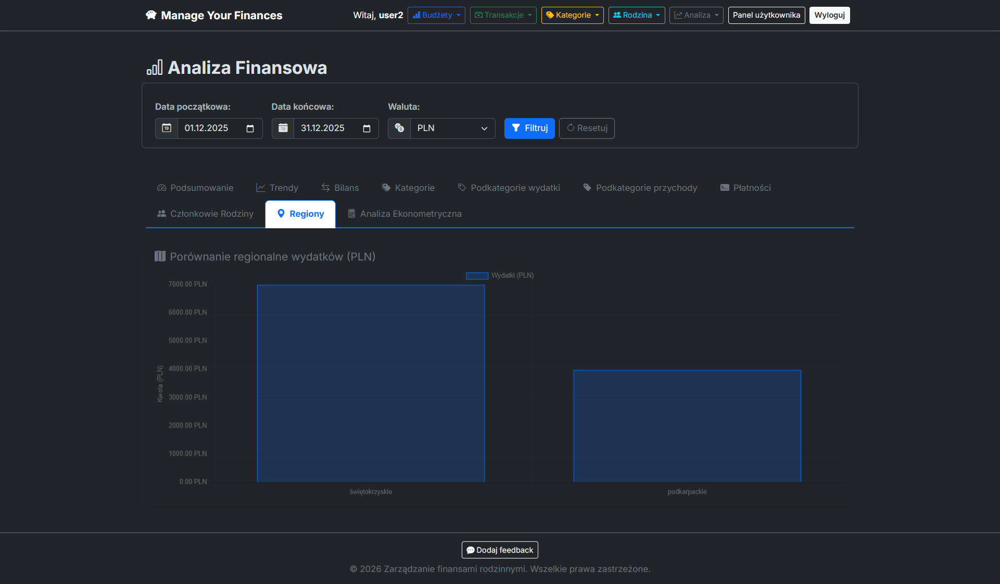 Manage Your Finances
Witaj, user2
Budżety
Transakcje
Kategorie
Rodzina
Analiza
Panel użytkownika
Wyloguj
Analiza Finansowa
Data początkowa:
Data końcowa:
Waluta:
19 01.12.2025
19 31.12.2025
PLN
Filtruj
Resetuj
Podsumowanie
Trendy
Bilans
Kategorie
Podkategorie wydatki
Podkategorie przychody
Płatności
Członkowie Rodziny
Regiony
Analiza Ekonometryczna
Porównanie regionalne wydatków (PLN)
Wydatki (PLN)
Kwota (PLN)
7000.00 PLN
6000.00 PLN
5000.00 PLN
4000.00 PLN
3000.00 PLN
2000.00 PLN
1000.00 PLN
0.00 PLN
świętokrzyskie
podkarpackie
Dodaj feedback
© 2026 Zarządzanie finansami rodzinnymi. Wszelkie prawa zastrzeżone.